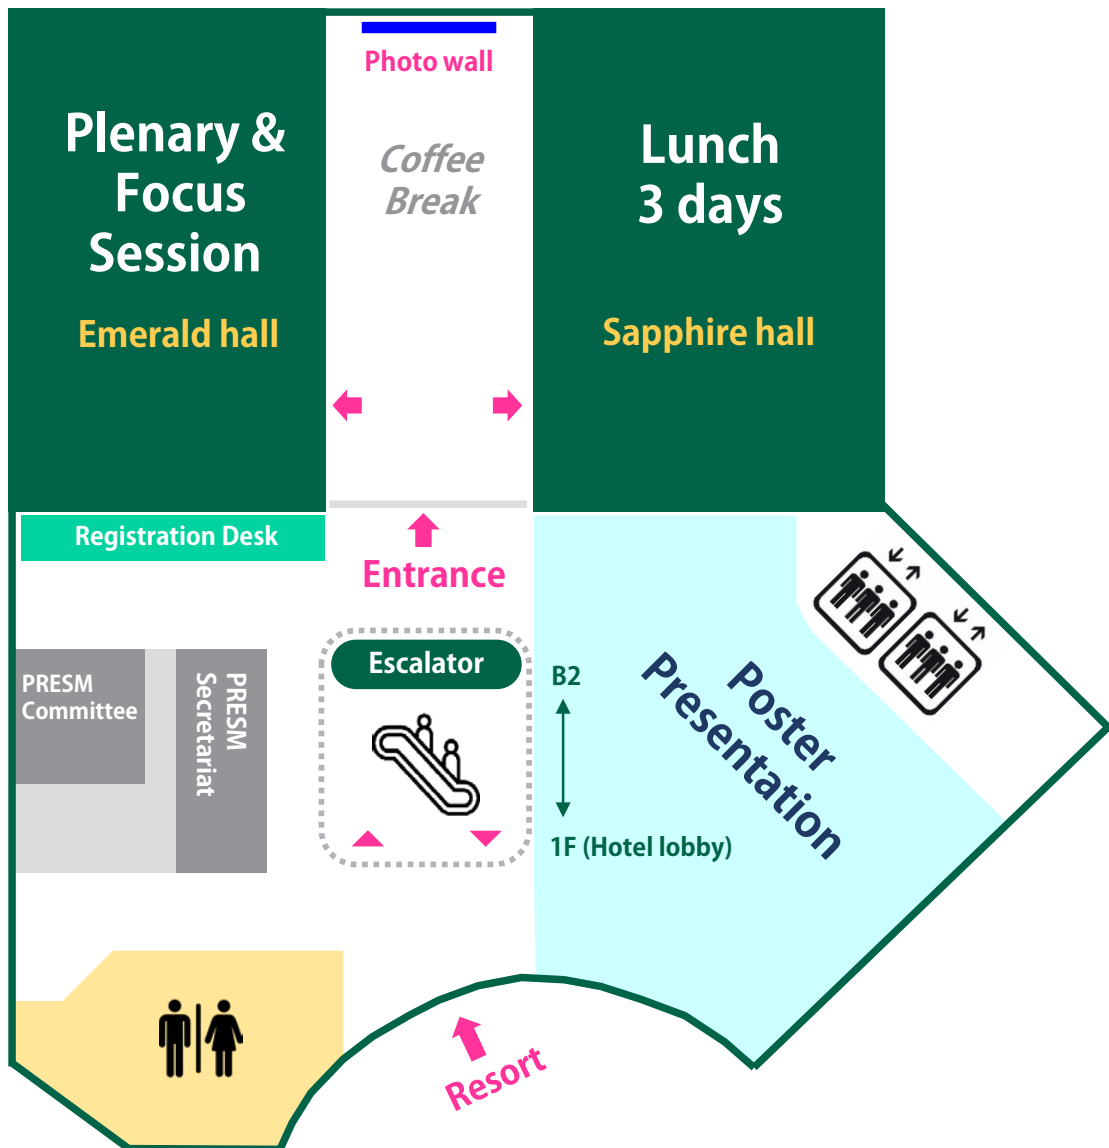 Photo wall
Plenary &
Focus
Session
Emerald hall
Coffee
Break
Lunch
3 days
Sapphire hall
Registration Desk
Entrance
Escalator
PRESM
Committee
PRESM
Secretariat
B2
1F (Hotel lobby)
Poster
Presentation
Resort